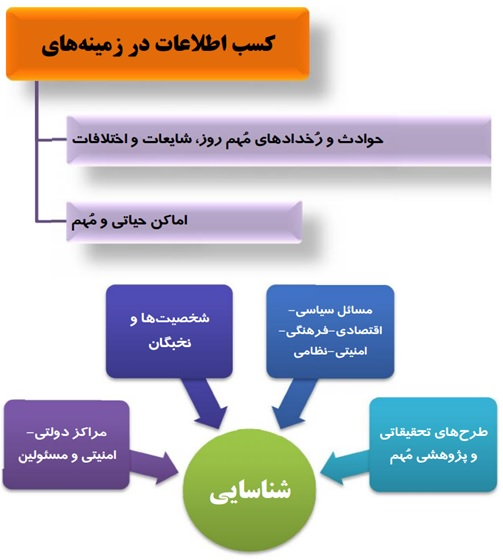 کسب اطلاعات در زمینه‌های
حوادث و رُخدادهای مُهم روز، شایعات و اختلافات
اماکن حیاتی و مُهم
مسائل سیاسی-
اقتصادی-فرهنگی-
امنیتی-نظامی
شخصیت‌ها و
نخبگان
طرح‌های تحقیقاتی
و پژوهشی مُهم
مراکز دولتی-
امنیتی و مسئولین
شناسایی